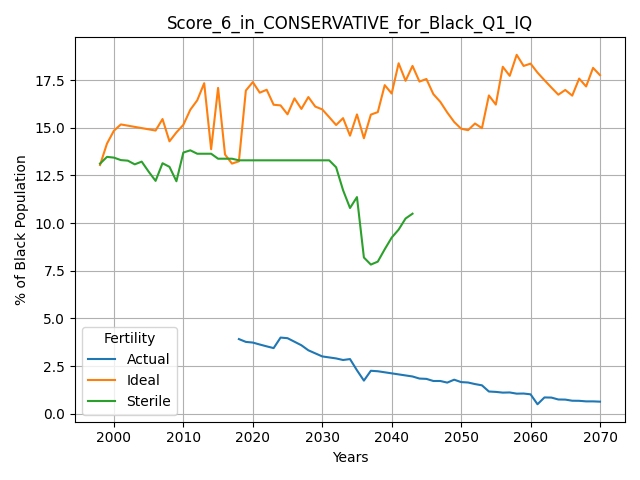 Score_6_in_CONSERVATIVE_for_Black_Q1_IQ
% of Black Population
17.5
15.0
12.5
10.0
7.5
5.0
2.5
0.0
Fertility
Actual
Ideal
Sterile
2000 2010 2020 2030 2040 2050 2060 2070
Years